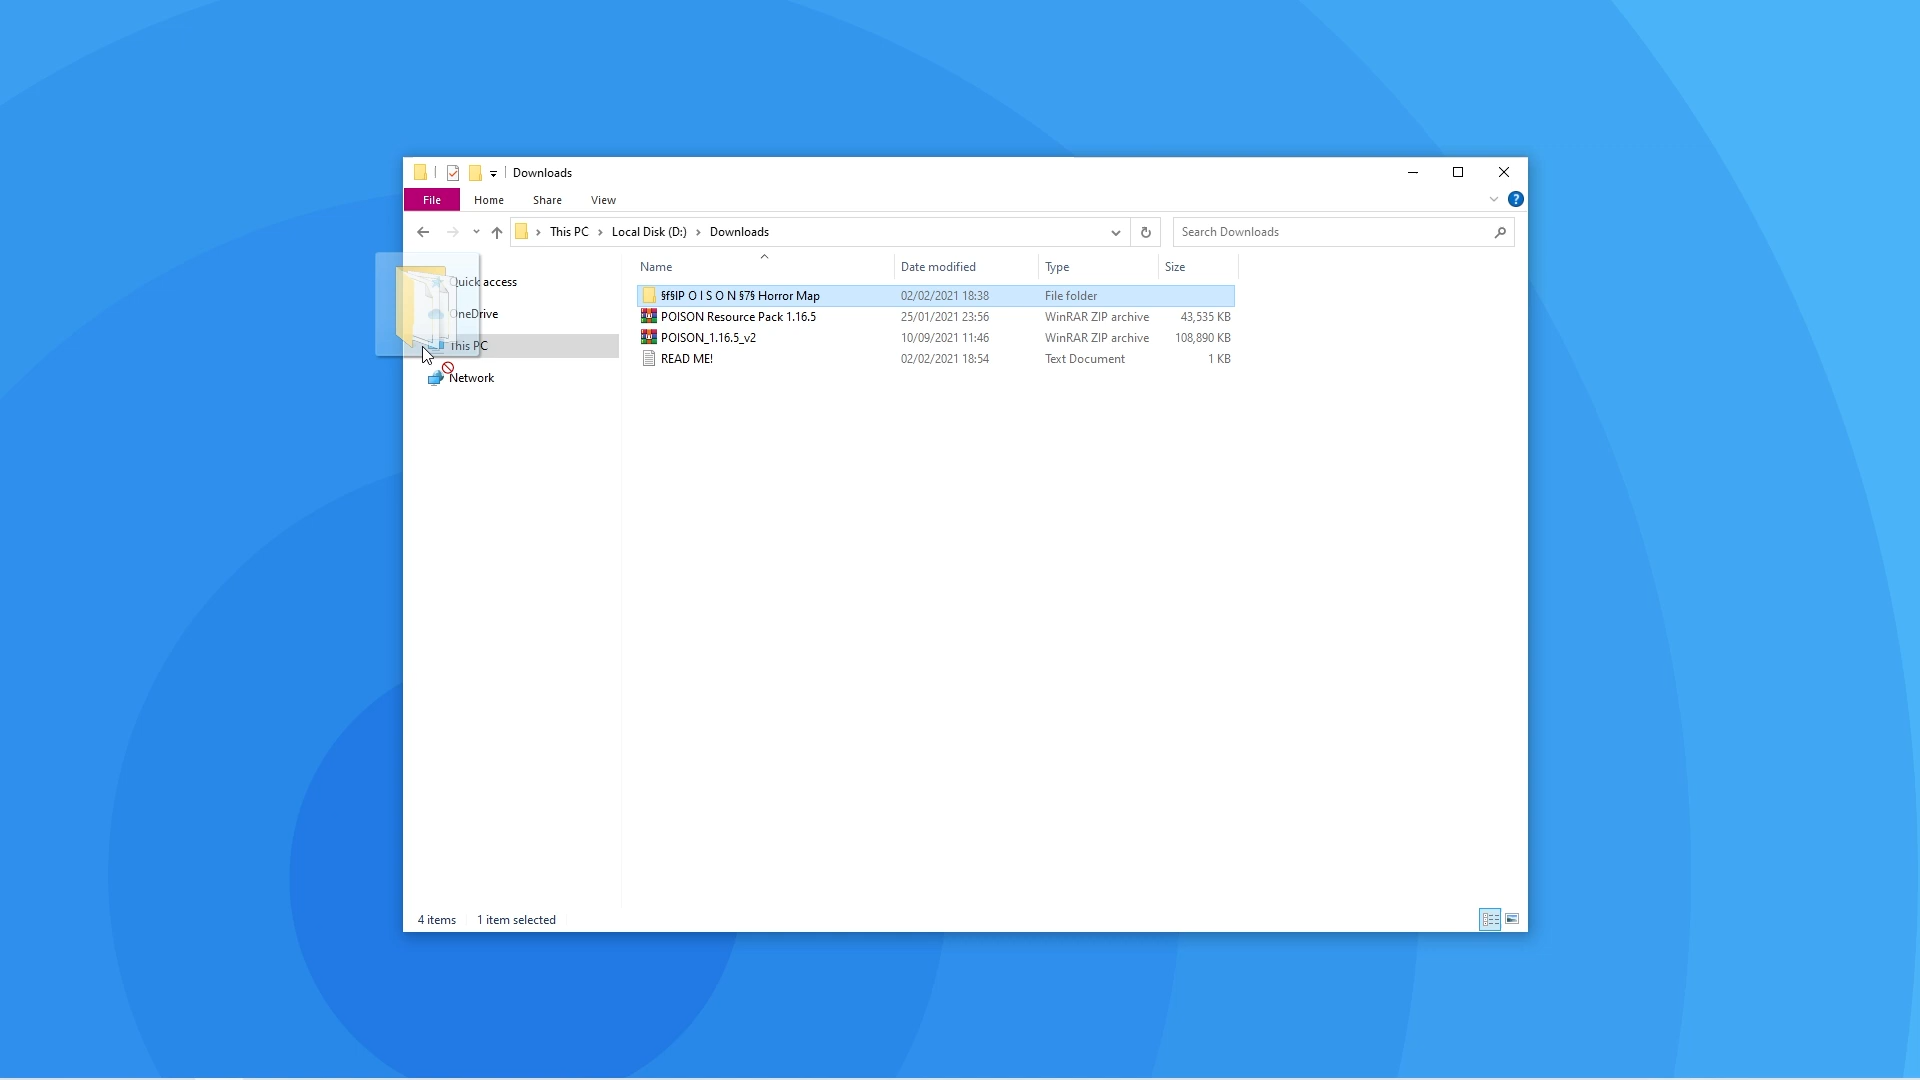 Downloads
File Home Share View
This PC > Local Disk (D:) > Downloads
Search Downloads
Quick access
OneDrive
This PC
Network
Name Date modified Type Size
§f§lP O I S O N §7§ Horror Map 02/02/2021 18:38 File folder
POISON Resource Pack 1.16.5 25/01/2021 23:56 WinRAR ZIP archive 43,535 KB
POISON_1.16.5_v2 10/09/2021 11:46 WinRAR ZIP archive 108,890 KB
READ ME! 02/02/2021 18:54 Text Document 1 KB
4 items 1 item selected